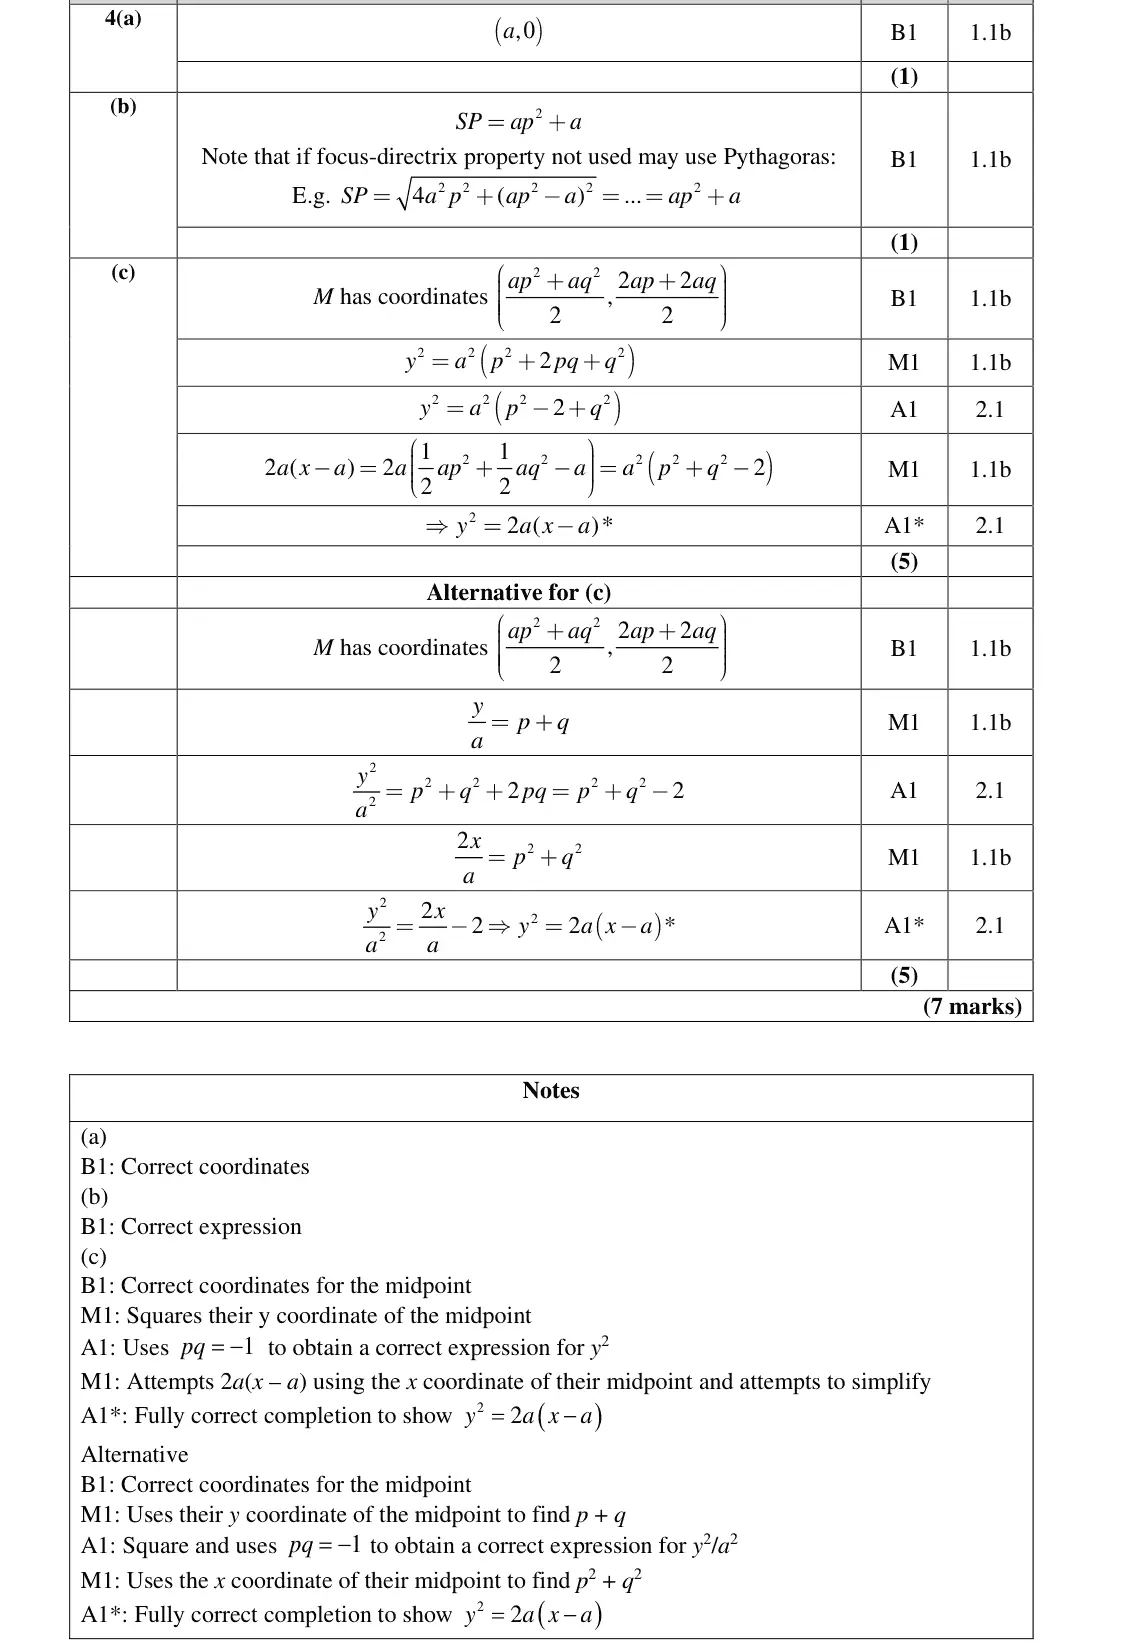 4(a) (a,0) B1 1.1b
(1)
(b) SP = ap² + a
Note that if focus-directrix property not used may use Pythagoras: B1 1.1b
E.g. SP = √(4a²p² + (ap² − a)²) = ... = ap² + a
(1)
(c) M has coordinates ((ap² + aq²)/2, (2ap + 2aq)/2) B1 1.1b
y² = a²(p² + 2pq + q²) M1 1.1b
y² = a²(p² − 2 + q²) A1 2.1
2a(x − a) = 2a(1/2 ap² + 1/2 aq² − a) = a²(p² + q² − 2) M1 1.1b
⇒ y² = 2a(x − a)* A1* 2.1
(5)
Alternative for (c)
M has coordinates ((ap² + aq²)/2, (2ap + 2aq)/2) B1 1.1b
y/a = p + q M1 1.1b
y²/a² = p² + q² + 2pq = p² + q² − 2 A1 2.1
2x/a = p² + q² M1 1.1b
y²/a² = 2x/a − 2 ⇒ y² = 2a(x − a)* A1* 2.1
(5)
(7 marks)
Notes
(a)
B1: Correct coordinates
(b)
B1: Correct expression
(c)
B1: Correct coordinates for the midpoint
M1: Squares their y coordinate of the midpoint
A1: Uses pq = −1 to obtain a correct expression for y²
M1: Attempts 2a(x – a) using the x coordinate of their midpoint and attempts to simplify
A1*: Fully correct completion to show y² = 2a(x − a)
Alternative
B1: Correct coordinates for the midpoint
M1: Uses their y coordinate of the midpoint to find p + q
A1: Square and uses pq = −1 to obtain a correct expression for y²/a²
M1: Uses the x coordinate of their midpoint to find p² + q²
A1*: Fully correct completion to show y² = 2a(x − a)